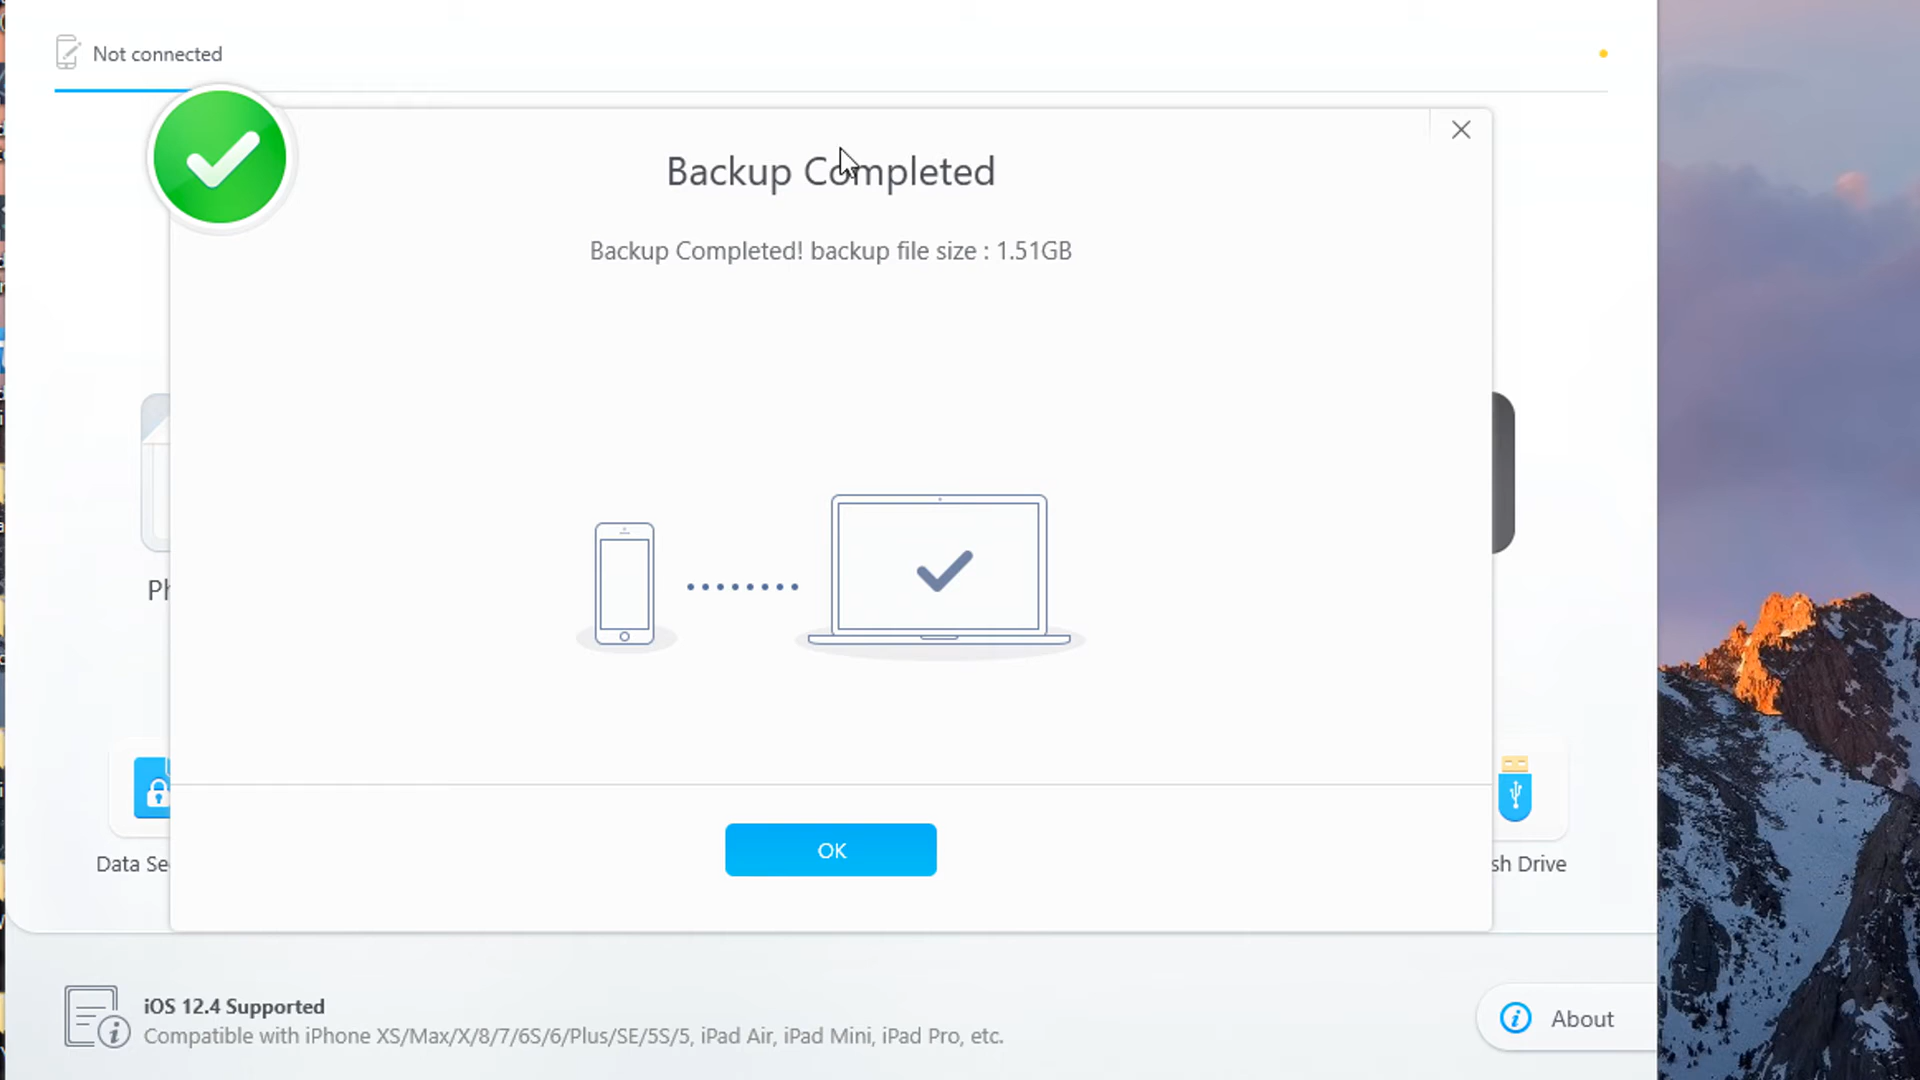 Not connected
Backup Completed
Backup Completed! backup file size : 1.51GB
Ph
Data Se
sh Drive
OK
iOS 12.4 Supported
Compatible with iPhone XS/Max/X/8/7/6S/6/Plus/SE/5S/5, iPad Air, iPad Mini, iPad Pro, etc.
About